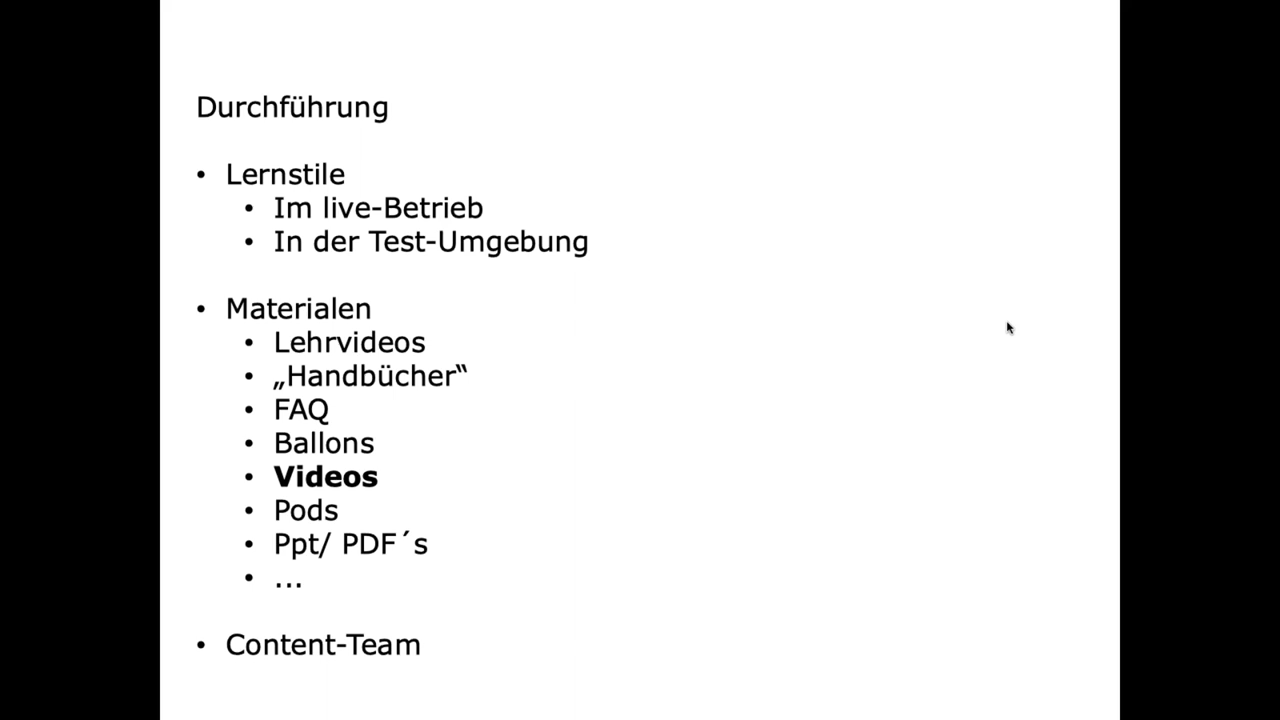 Durchführung
• Lernstile
• Im live-Betrieb
• In der Test-Umgebung
• Materialen
• Lehrvideos
• „Handbücher“
• FAQ
• Ballons
• Videos
• Pods
• Ppt/ PDF´s
• ...
• Content-Team